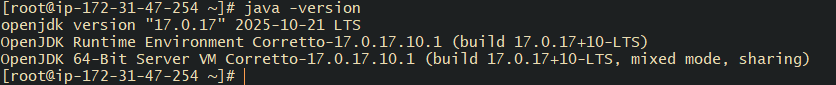 [root@ip-172-31-47-254 ~]# java -version
openjdk version "17.0.17" 2025-10-21 LTS
OpenJDK Runtime Environment Corretto-17.0.17.10.1 (build 17.0.17+10-LTS)
OpenJDK 64-Bit Server VM Corretto-17.0.17.10.1 (build 17.0.17+10-LTS, mixed mode, sharing)
[root@ip-172-31-47-254 ~]#